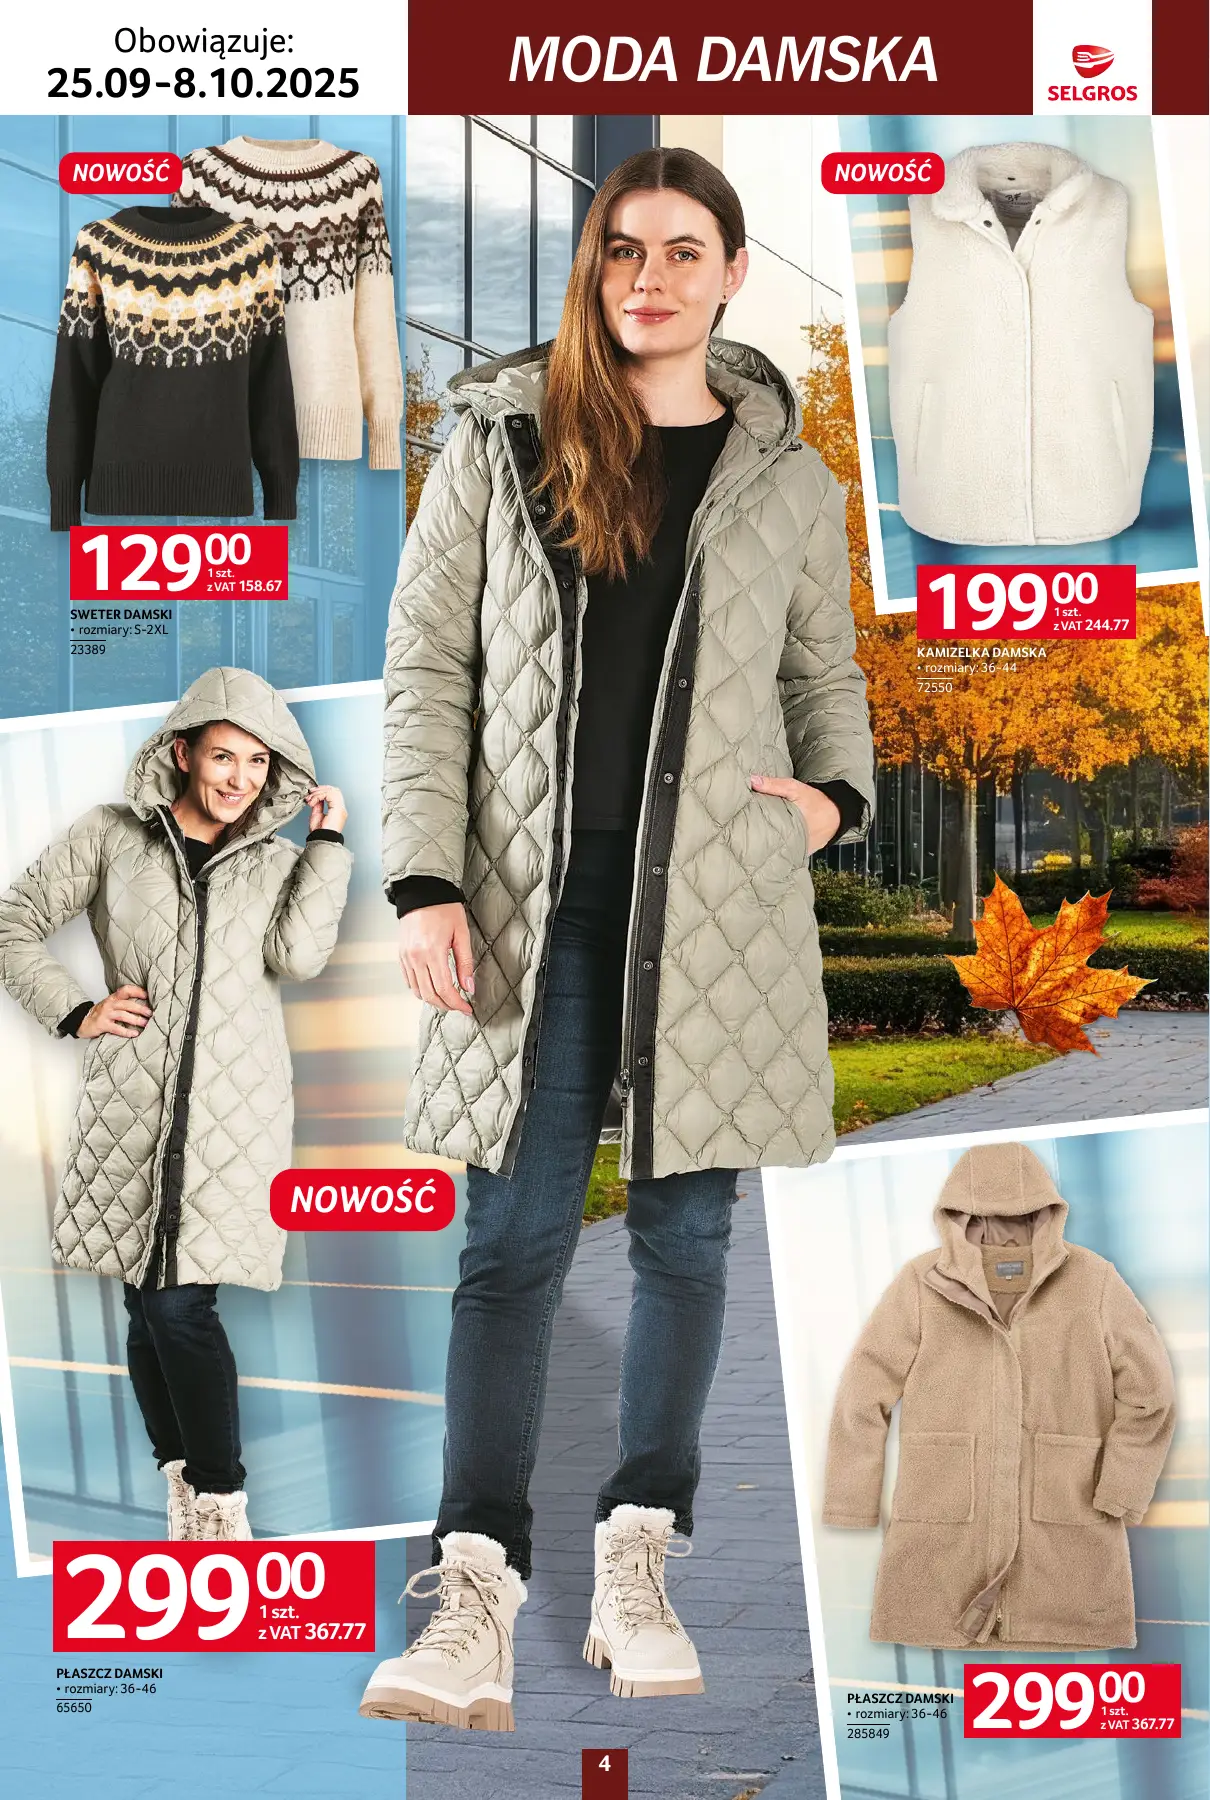 Obowiązuje:
25.09-8.10.2025
MODA DAMSKA
SELGROS
NOWOŚĆ
129 00
1 szt.
z VAT 158.67
SWETER DAMSKI
• rozmiary: S-2XL
23389
NOWOŚĆ
199 00
1 szt.
z VAT 244.77
KAMIZELKA DAMSKA
• rozmiary: 36-44
72550
NOWOŚĆ
299 00
1 szt.
z VAT 367.77
PŁASZCZ DAMSKI
• rozmiary: 36-46
65650
PŁASZCZ DAMSKI
• rozmiary: 36-46
285849
299 00
1 szt.
z VAT 367.77
4